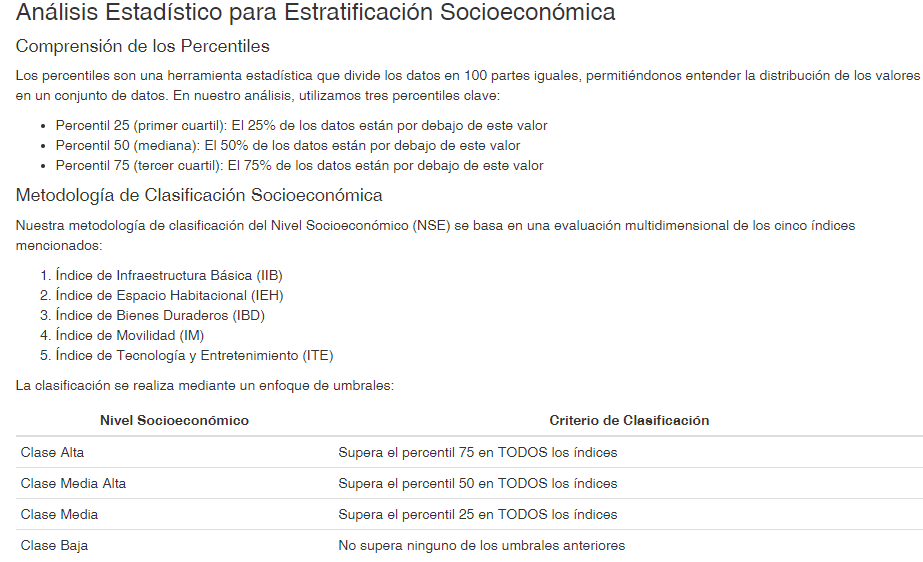 Análisis Estadístico para Estratificación Socioeconómica
Comprensión de los Percentiles
Los percentiles son una herramienta estadística que divide los datos en 100 partes iguales, permitiéndonos entender la distribución de los valores
en un conjunto de datos. En nuestro análisis, utilizamos tres percentiles clave:
• Percentil 25 (primer cuartil): El 25% de los datos están por debajo de este valor
• Percentil 50 (mediana): El 50% de los datos están por debajo de este valor
• Percentil 75 (tercer cuartil): El 75% de los datos están por debajo de este valor
Metodología de Clasificación Socioeconómica
Nuestra metodología de clasificación del Nivel Socioeconómico (NSE) se basa en una evaluación multidimensional de los cinco índices
mencionados:
1. Índice de Infraestructura Básica (IIB)
2. Índice de Espacio Habitacional (IEH)
3. Índice de Bienes Duraderos (IBD)
4. Índice de Movilidad (IM)
5. Índice de Tecnología y Entretenimiento (ITE)
La clasificación se realiza mediante un enfoque de umbrales:
Nivel Socioeconómico Criterio de Clasificación
Clase Alta Supera el percentil 75 en TODOS los índices
Clase Media Alta Supera el percentil 50 en TODOS los índices
Clase Media Supera el percentil 25 en TODOS los índices
Clase Baja No supera ninguno de los umbrales anteriores